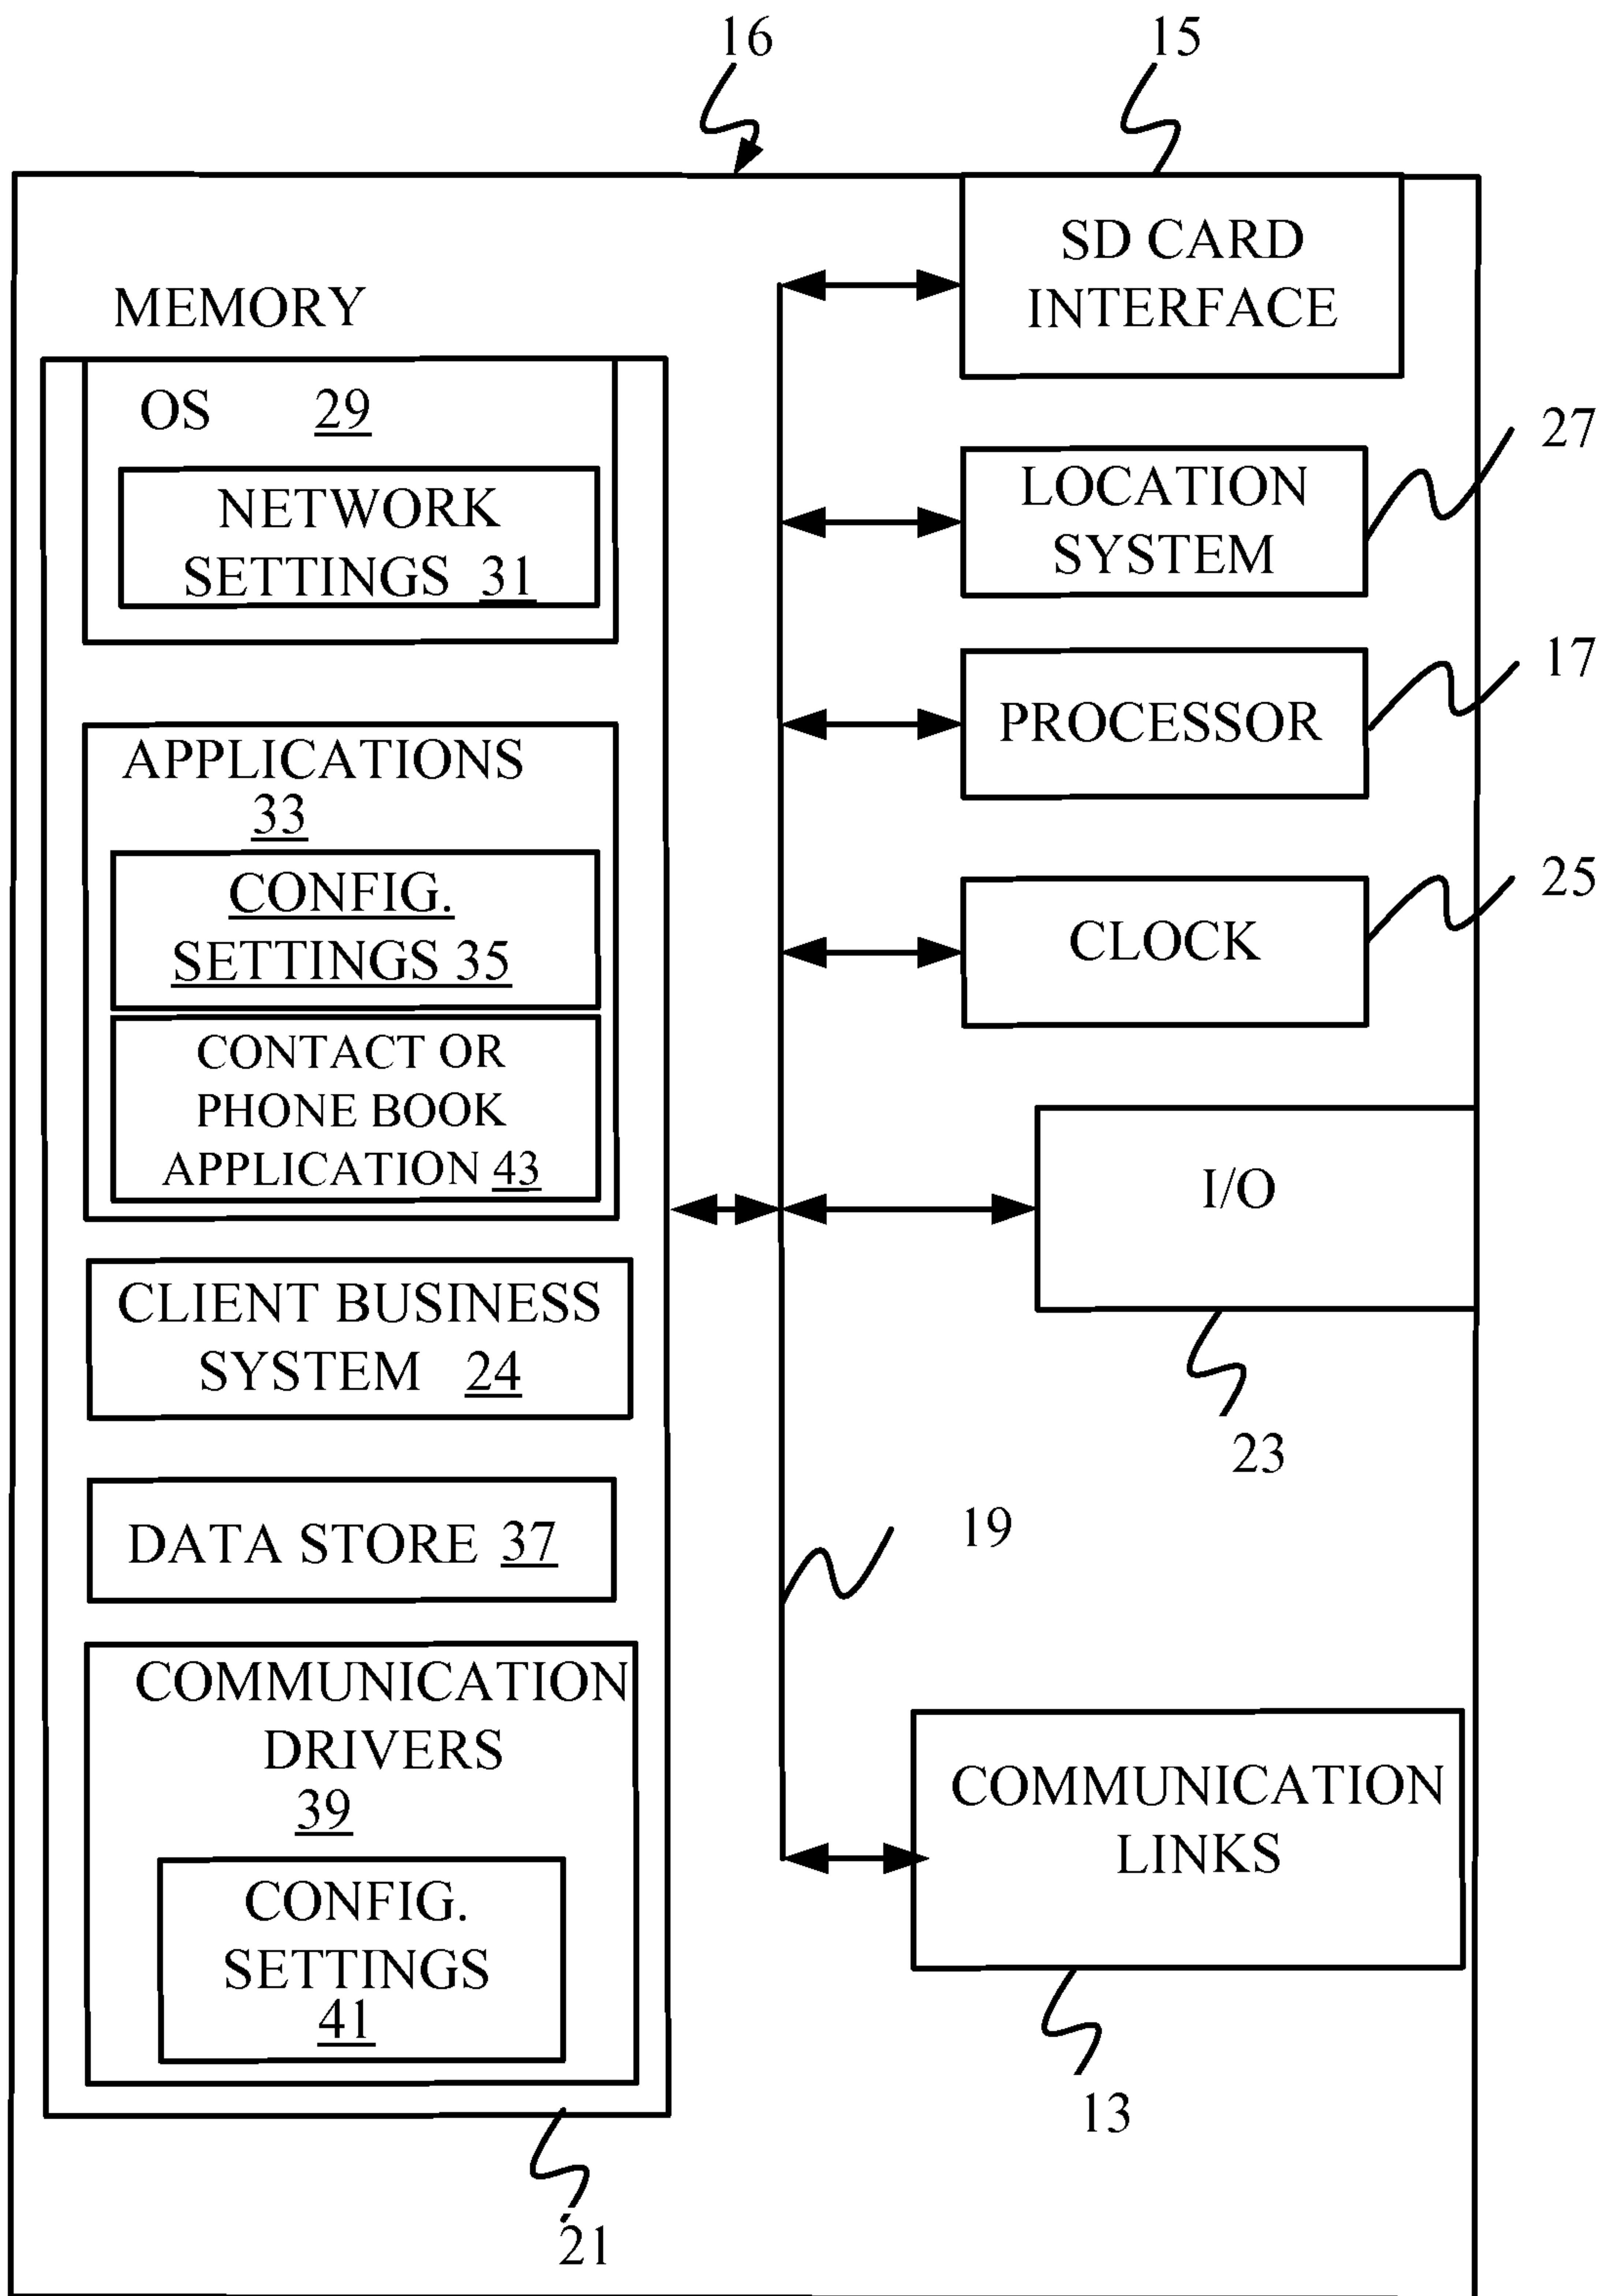 16
15
SD CARD
INTERFACE
MEMORY
OS 29
NETWORK
SETTINGS 31
27
LOCATION
SYSTEM
17
PROCESSOR
APPLICATIONS
33
CONFIG.
SETTINGS 35
25
CLOCK
CONTACT OR
PHONE BOOK
APPLICATION 43
I/O
23
CLIENT BUSINESS
SYSTEM 24
19
DATA STORE 37
COMMUNICATION
DRIVERS
39
CONFIG.
SETTINGS
41
COMMUNICATION
LINKS
13
21